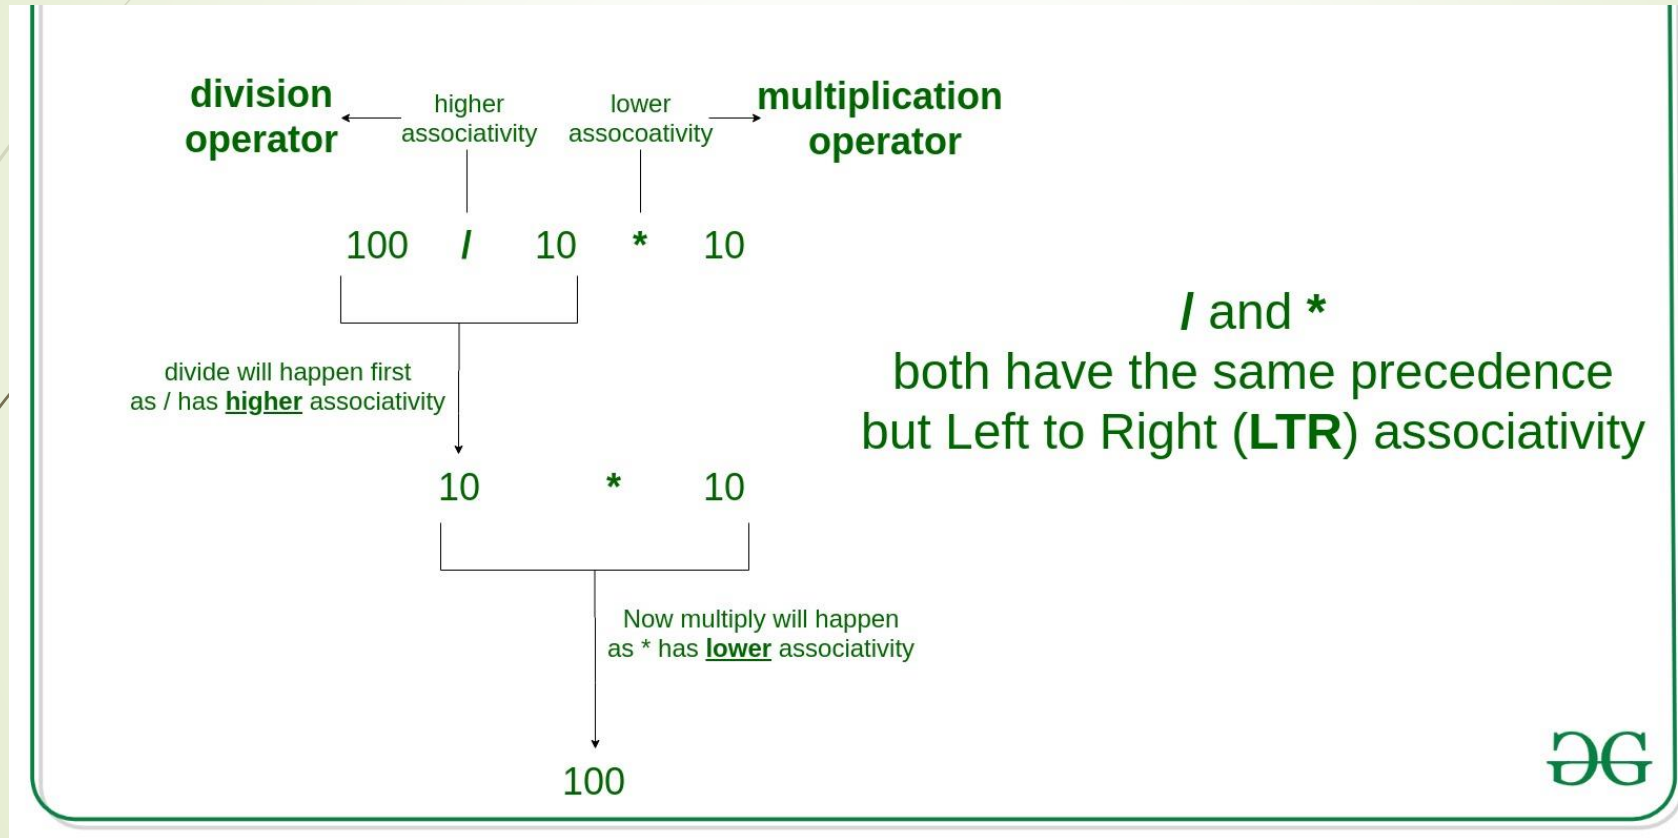 division
operator
higher
associativity
lower
assocoativity
multiplication
operator
100 / 10 * 10
divide will happen first
as / has higher associativity
/ and *
both have the same precedence
but Left to Right (LTR) associativity
10 * 10
Now multiply will happen
as * has lower associativity
100